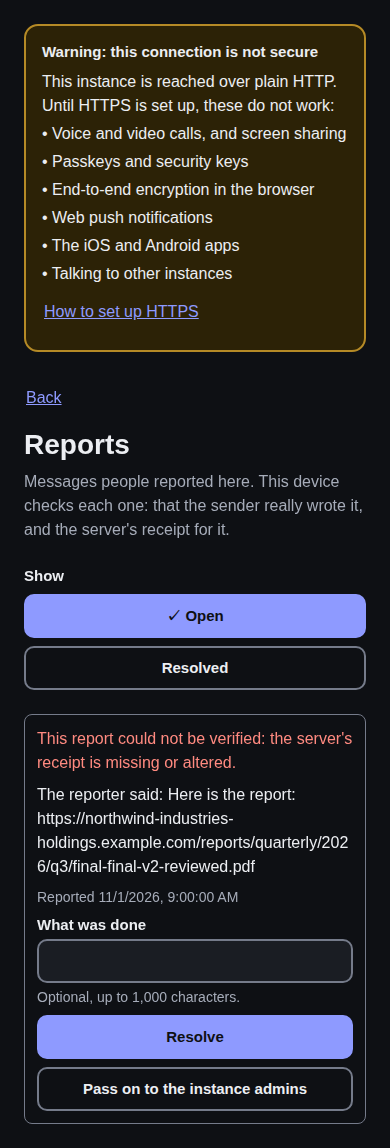 Warning: this connection is not secure
This instance is reached over plain HTTP.
Until HTTPS is set up, these do not work:
• Voice and video calls, and screen sharing
• Passkeys and security keys
• End-to-end encryption in the browser
• Web push notifications
• The iOS and Android apps
• Talking to other instances
How to set up HTTPS
Back
Reports
Messages people reported here. This device
checks each one: that the sender really wrote it,
and the server's receipt for it.
Show
✓ Open
Resolved
This report could not be verified: the server's
receipt is missing or altered.
The reporter said: Here is the report:
https://northwind-industries-
holdings.example.com/reports/quarterly/202
6/q3/final-final-v2-reviewed.pdf
Reported 11/1/2026, 9:00:00 AM
What was done
Optional, up to 1,000 characters.
Resolve
Pass on to the instance admins